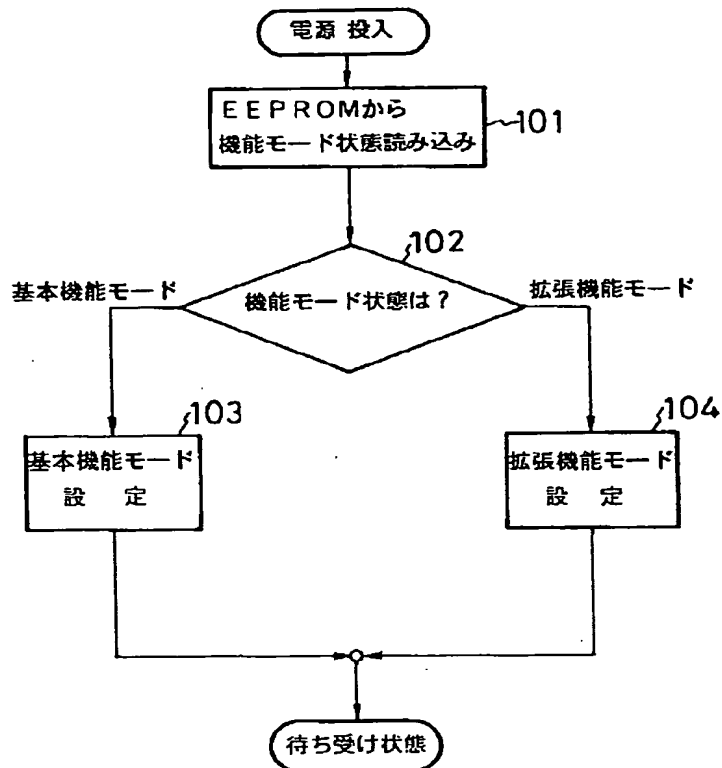 電源 投入
EEPROMから
機能モード状態読み込み
101
102
機能モード状態は?
基本機能モード
拡張機能モード
103
基本機能モード
設 定
104
拡張機能モード
設 定
待ち受け状態